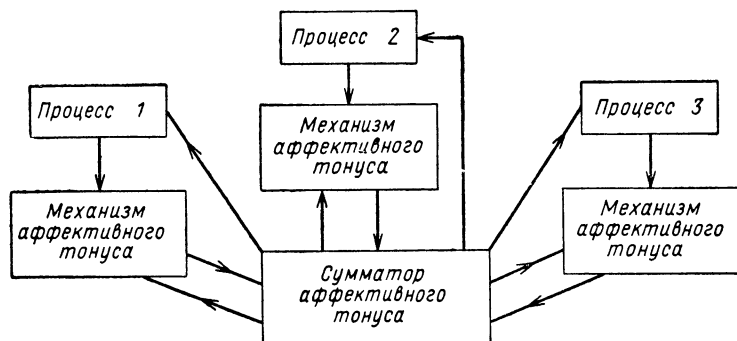 Процесс 2
Процесс 1
Механизм
аффективного
тонуса
Процесс 3
Механизм
аффективного
тонуса
Механизм
аффективного
тонуса
Сумматор
аффективного
тонуса